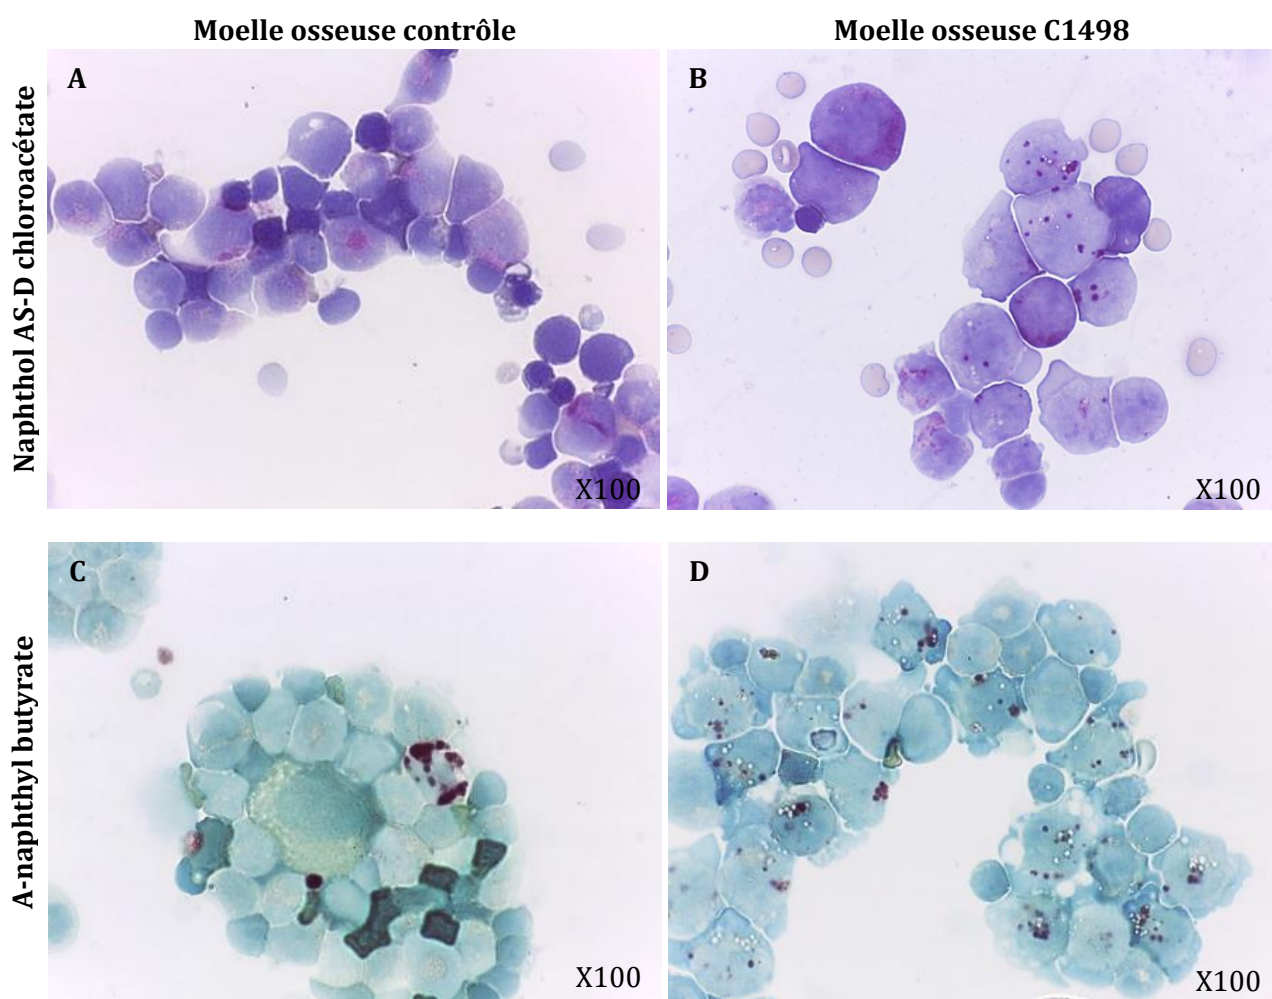 Moelle osseuse contrôle
Moelle osseuse C1498
Naphthol AS-D chloroacétate
A
X100
B
X100
A-naphthyl butyrate
C
X100
D
X100